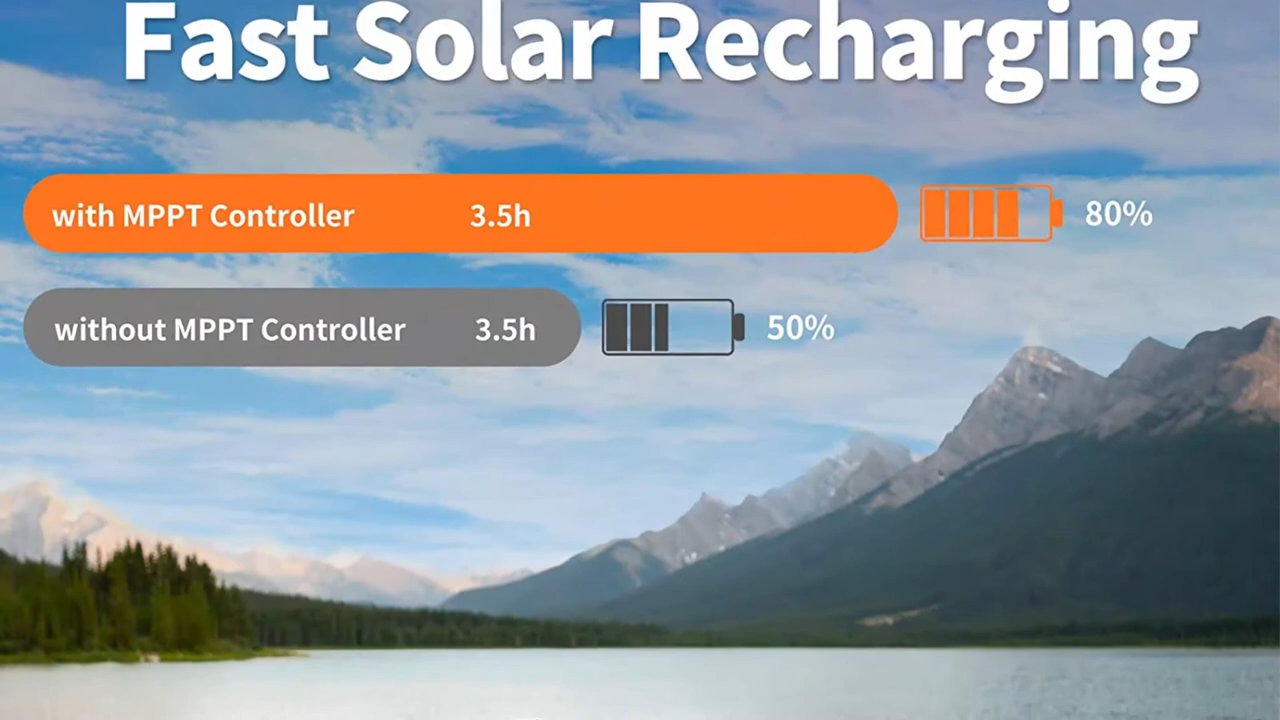 Fast Solar Recharging
with MPPT Controller 3.5h 80%
without MPPT Controller 3.5h 50%